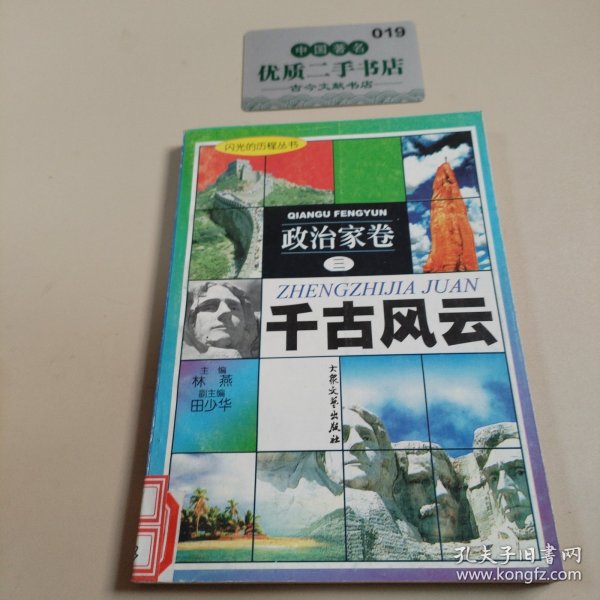 019
中国著名
优质二手书店
古今文献书店
闪光的历程丛书
QIANGU FENGYUN
政治家卷
三
ZHENGZHIJIA JUAN
千古风云
主编
林燕
副主编
田少华
大众文艺出版社
孔夫子旧书网
www.kongfz.com